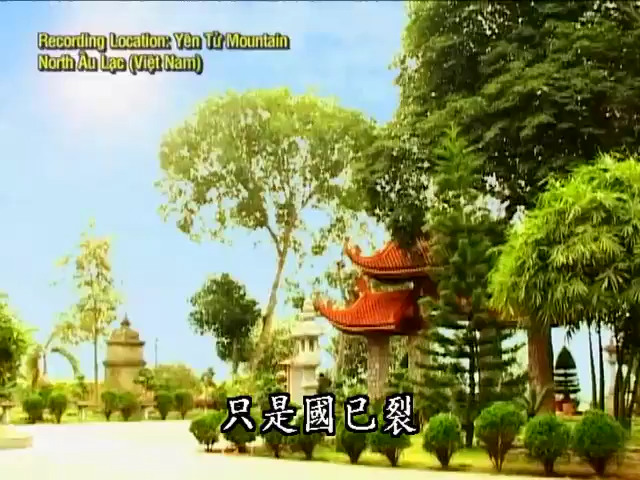 Recording Location: Yên Tử Mountain
North Âu Lạc (Việt Nam)
只是國已裂